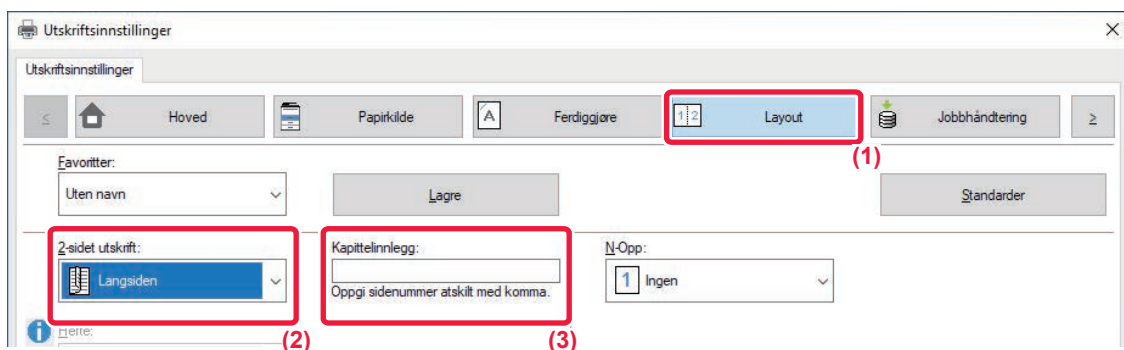 Utskriftsinnstillinger
Utskriftsinnstillinger
< Hoved Papirkilde A Ferdiggjøre 1 2 Layout Jobbhåndtering >
(1)
Favoritter:
Uten navn Lagre Standarder
2-sidet utskrift: Kapittelinnlegg: N-Opp:
Langsiden 1 Ingen
Oppgi sidenummer atskilt med komma.
(2) (3)